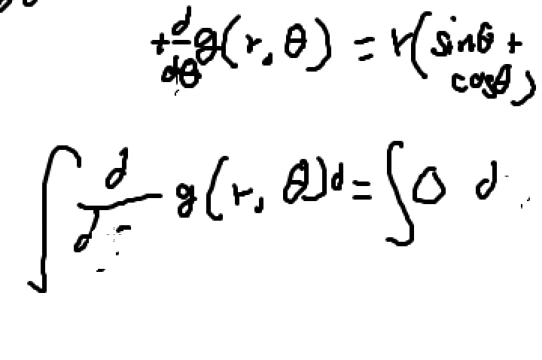 + d/dθ g(r, θ) = r(sinθ +
cosθ)
∫ d/d g(r, θ)d = ∫ 0 d